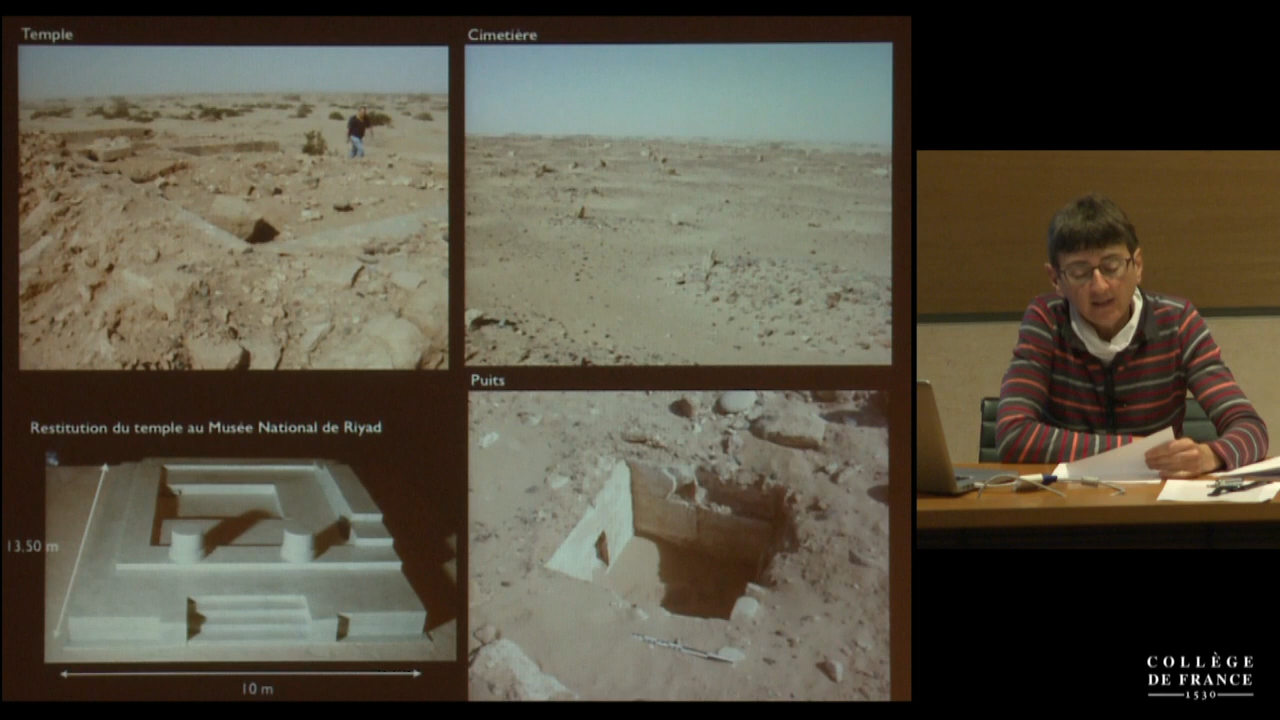 Temple
Cimetière
Restitution du temple au Musée National de Riyad
13.50 m
10 m
Puits
COLLÈGE
DE FRANCE
1530